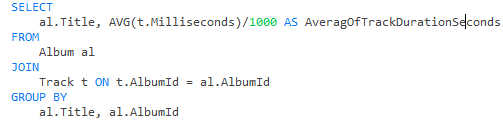 SELECT
al.Title, AVG(t.Milliseconds)/1000 AS AveragOfTrackDurationSeconds
FROM
Album al
JOIN
Track t ON t.AlbumId = al.AlbumId
GROUP BY
al.Title, al.AlbumId